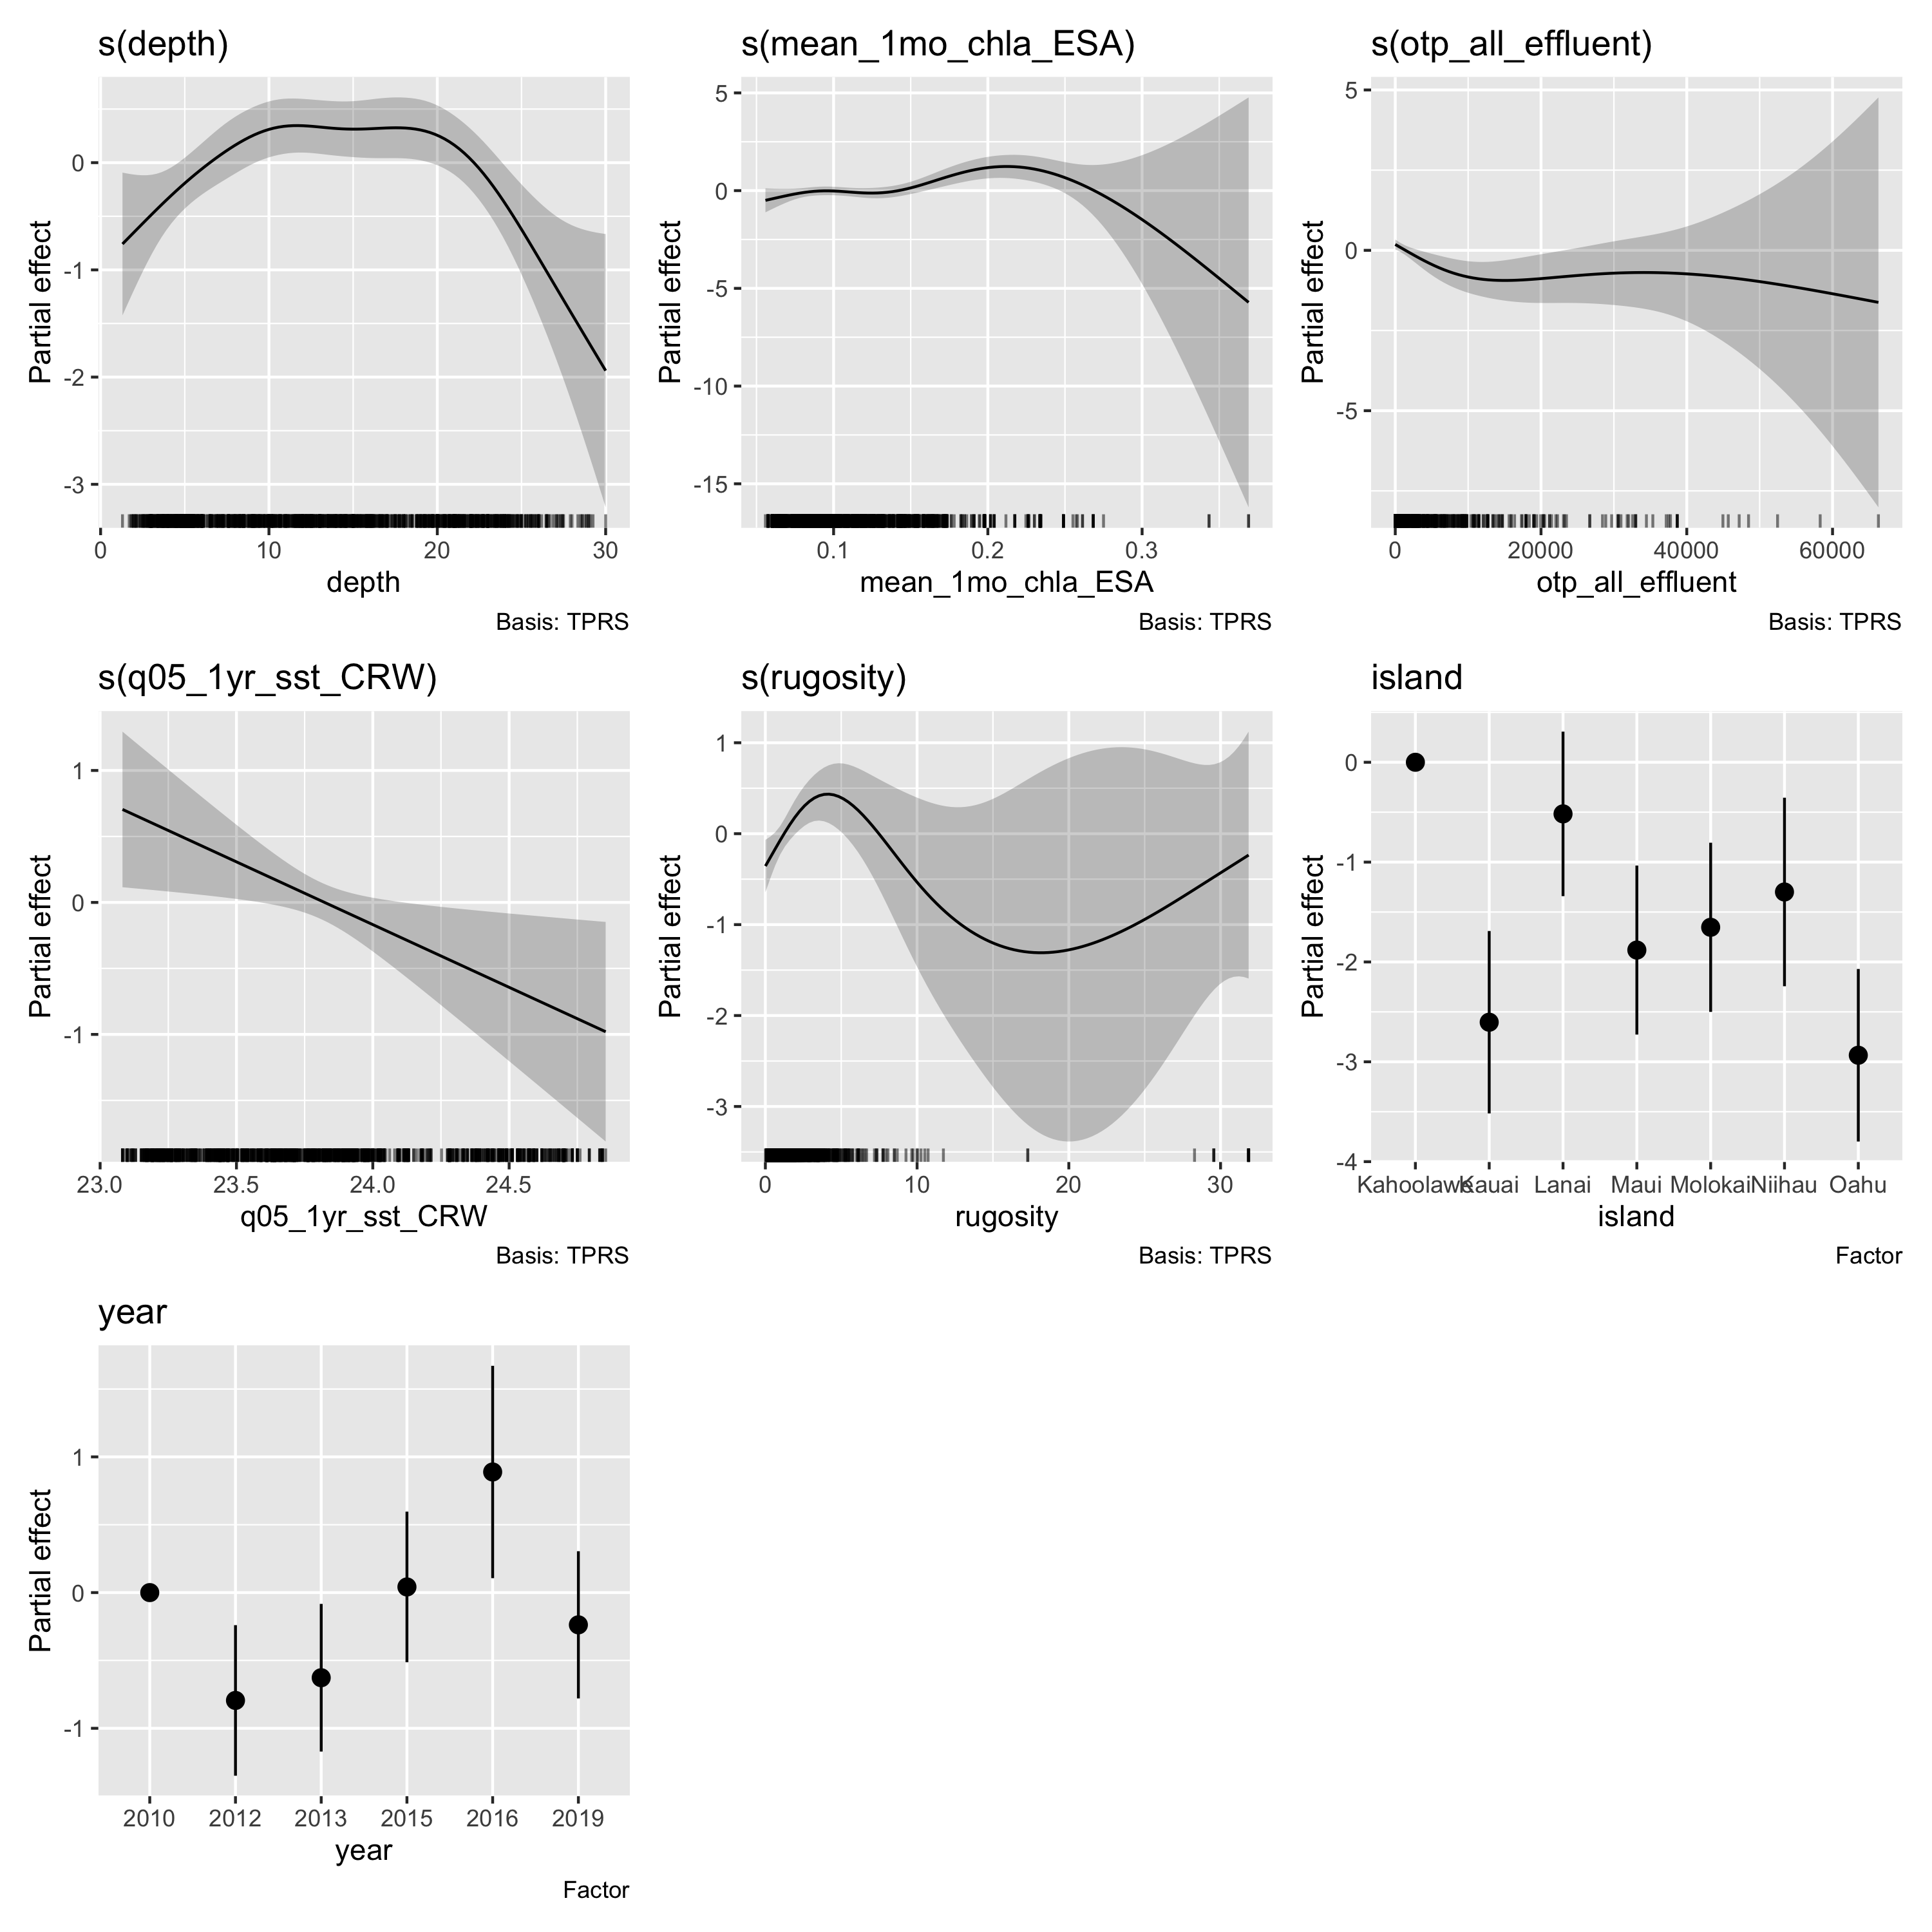 s(depth)
Partial effect
0
-1
-2
-3
0 10 20 30
depth
Basis: TPRS
s(mean_1mo_chla_ESA)
Partial effect
5
0
-5
-10
-15
0.1 0.2 0.3
mean_1mo_chla_ESA
Basis: TPRS
s(otp_all_effluent)
Partial effect
5
0
-5
0 20000 40000 60000
otp_all_effluent
Basis: TPRS
s(q05_1yr_sst_CRW)
Partial effect
1
0
-1
23.0 23.5 24.0 24.5
q05_1yr_sst_CRW
Basis: TPRS
s(rugosity)
Partial effect
1
0
-1
-2
-3
0 10 20 30
rugosity
Basis: TPRS
island
Partial effect
0
-1
-2
-3
-4
Kahoolawe Kauai Lanai Maui Molokai Niihau Oahu
island
Factor
year
Partial effect
1
0
-1
2010 2012 2013 2015 2016 2019
year
Factor